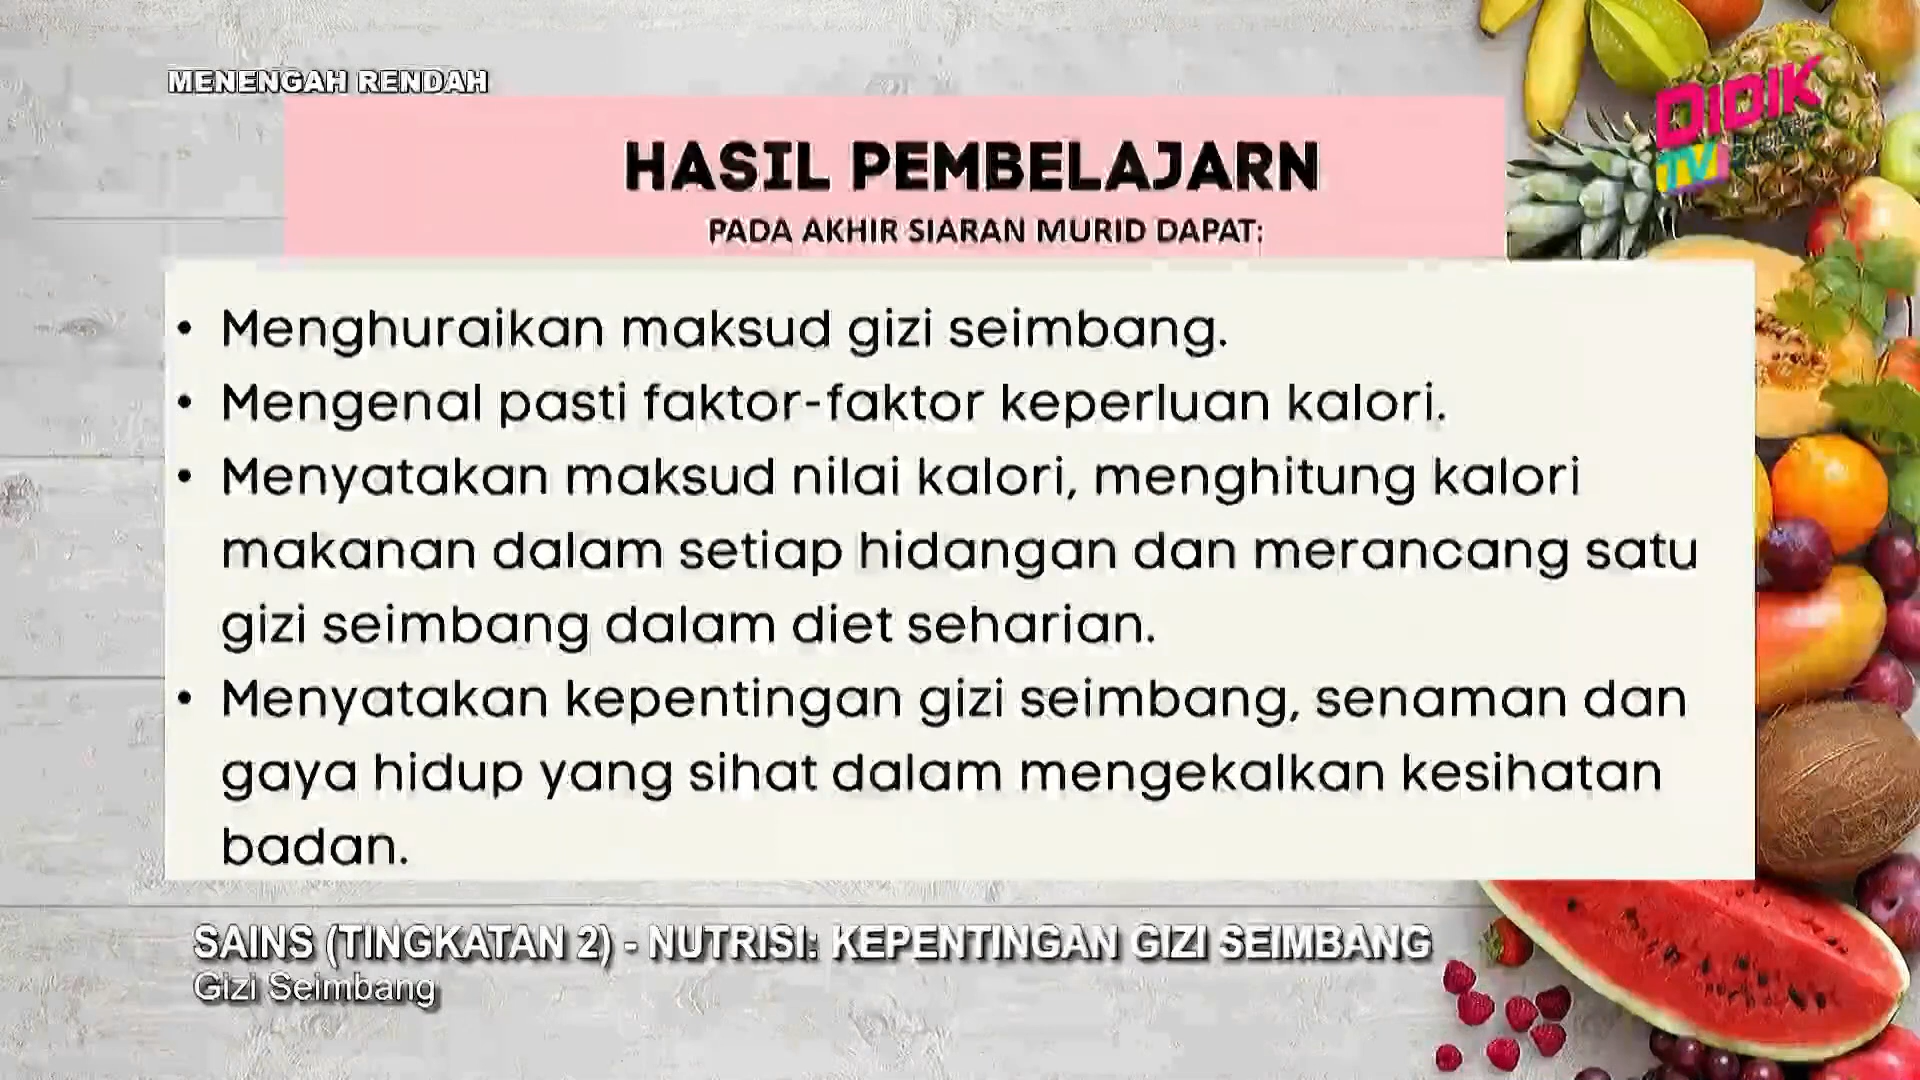 MENENGAH RENDAH
DIDIK
TV
HASIL PEMBELAJARN
PADA AKHIR SIARAN MURID DAPAT:
• Menghuraikan maksud gizi seimbang.
• Mengenal pasti faktor-faktor keperluan kalori.
• Menyatakan maksud nilai kalori, menghitung kalori
makanan dalam setiap hidangan dan merancang satu
gizi seimbang dalam diet seharian.
• Menyatakan kepentingan gizi seimbang, senaman dan
gaya hidup yang sihat dalam mengekalkan kesihatan
badan.
SAINS (TINGKATAN 2) - NUTRISI: KEPENTINGAN GIZI SEIMBANG
Gizi Seimbang